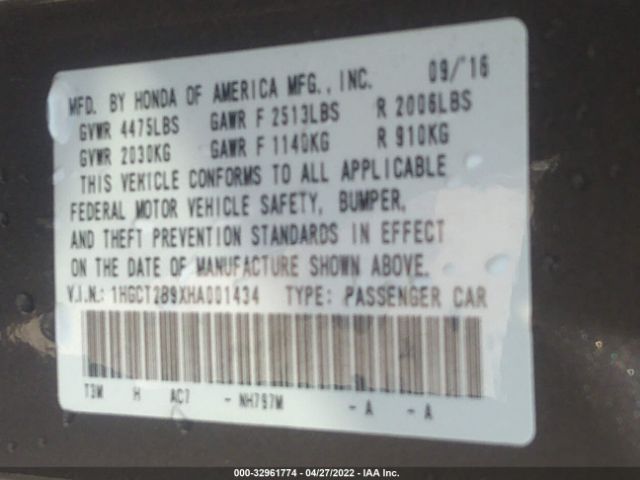 MFD. BY HONDA OF AMERICA MFG., INC. 09/'16
GVWR 4475LBS GAWR F 2513LBS R 2006LBS
GVWR 2030KG GAWR F 1140KG R 910KG
THIS VEHICLE CONFORMS TO ALL APPLICABLE
FEDERAL MOTOR VEHICLE SAFETY, BUMPER,
AND THEFT PREVENTION STANDARDS IN EFFECT
ON THE DATE OF MANUFACTURE SHOWN ABOVE.
V.I.N.: 1HGCT2B9XHA001434 TYPE: PASSENGER CAR
T3M H AC7 - NH797M - A - A
000-32961774 - 04/27/2022 - IAA Inc.